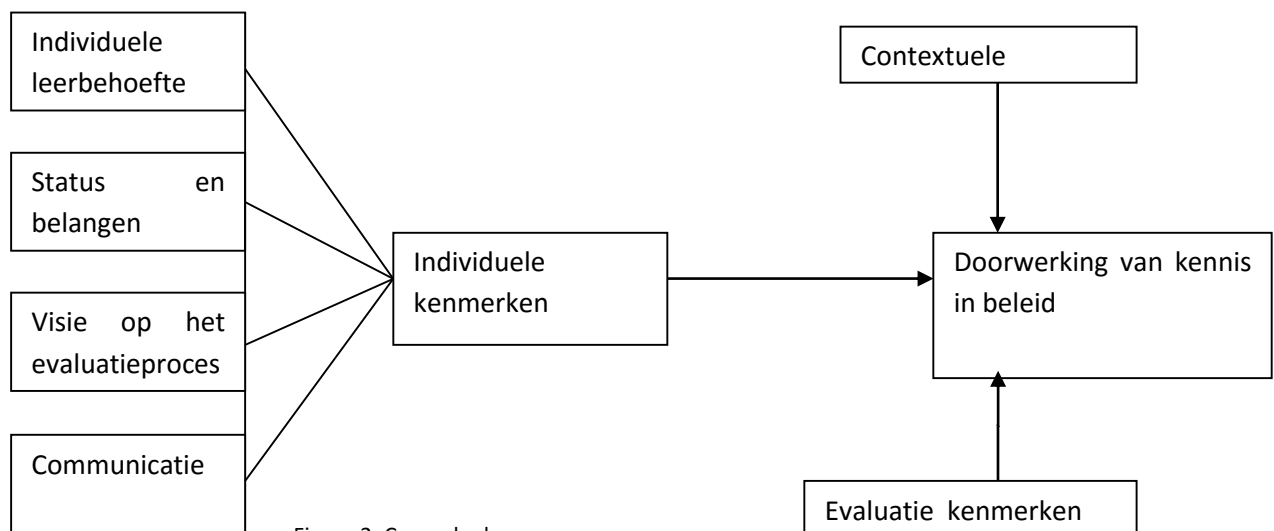 Individuele
leerbehoefte
Status en
belangen
Visie op het
evaluatieproces
Communicatie
Individuele
kenmerken
Contextuele
Doorwerking van kennis
in beleid
Evaluatie kenmerken